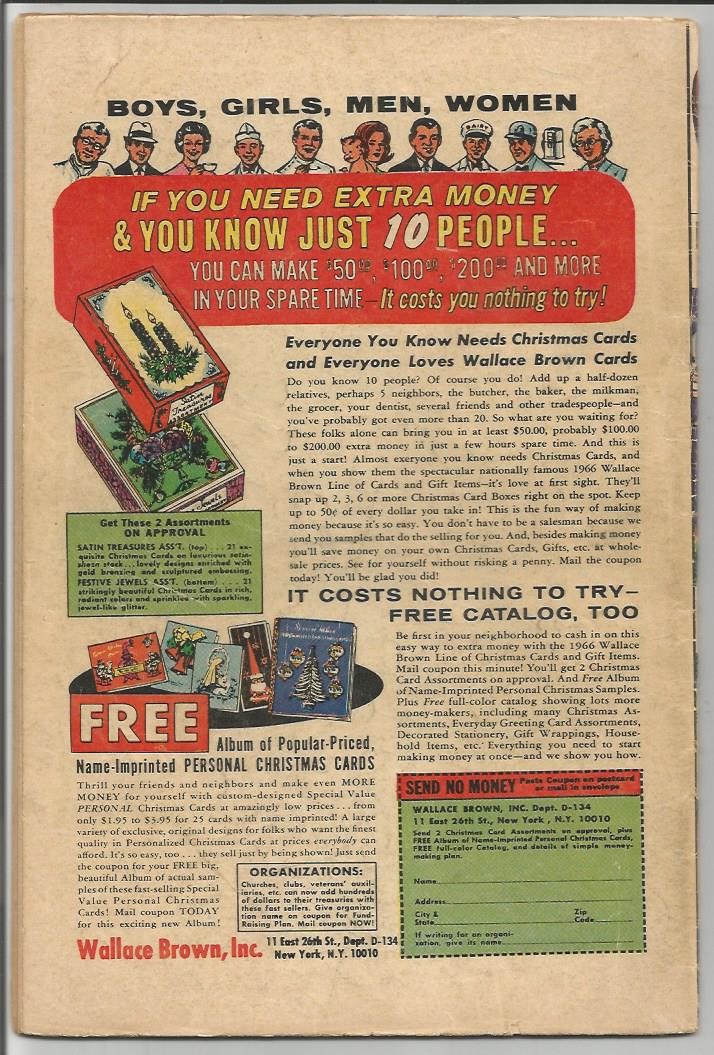 BOYS, GIRLS, MEN, WOMEN
DAIRY
IF YOU NEED EXTRA MONEY
& YOU KNOW JUST 10 PEOPLE...
YOU CAN MAKE $50.00, $100.00, $200.00 AND MORE
IN YOUR SPARE TIME—It costs you nothing to try!
Satin
Treasures
Jewels
Everyone You Know Needs Christmas Cards
and Everyone Loves Wallace Brown Cards
Do you know 10 people? Of course you do! Add up a half-dozen
relatives, perhaps 5 neighbors, the butcher, the baker, the milkman,
the grocer, your dentist, several friends and other tradespeople—and
you've probably got even more than 20. So what are you waiting for?
These folks alone can bring you in at least $50.00, probably $100.00
to $200.00 extra money in just a few hours spare time. And this is
just a start! Almost everyone you know needs Christmas Cards, and
when you show them the spectacular nationally famous 1966 Wallace
Brown Line of Cards and Gift Items—it's love at first sight. They'll
snap up 2, 3, 6 or more Christmas Card Boxes right on the spot. Keep
up to 50¢ of every dollar you take in! This is the fun way of making
money because it's so easy. You don't have to be a salesman because we
send you samples that do the selling for you. And, besides making money
you'll save money on your own Christmas Cards, Gifts, etc. at whole-
sale prices. See for yourself without risking a penny. Mail the coupon
today! You'll be glad you did!
Get These 2 Assortments
ON APPROVAL
SATIN TREASURES ASS'T. (top) . . . 21 ex-
quisite Christmas Cards on luxurious satin-
sheen stock . . . lovely designs enriched with
gold bronzing and sculptured embossing.
FESTIVE JEWELS ASS'T. (bottom) . . . 21
strikingly beautiful Christmas Cards in rich,
radiant colors and sprinkled with sparkling,
jewel-like glitter.
IT COSTS NOTHING TO TRY—
FREE CATALOG, TOO
Be first in your neighborhood to cash in on this
easy way to extra money with the 1966 Wallace
Brown Line of Christmas Cards and Gift Items.
Mail coupon this minute! You'll get 2 Christmas
Card Assortments on approval. And Free Album
of Name-Imprinted Personal Christmas Samples.
Plus Free full-color catalog showing lots more
money-makers, including many Christmas As-
sortments, Everyday Greeting Card Assortments,
Decorated Stationery, Gift Wrappings, House-
hold Items, etc. Everything you need to start
making money at once—and we show you how.
FREE
Album of Popular-Priced,
Name-Imprinted PERSONAL CHRISTMAS CARDS
Thrill your friends and neighbors and make even MORE
MONEY for yourself with custom-designed Special Value
PERSONAL Christmas Cards at amazingly low prices . . . from
only $1.95 to $5.95 for 25 cards with name imprinted! A large
variety of exclusive, original designs for folks who want the finest
quality in Personalized Christmas Cards at prices everybody can
afford. It's so easy, too . . . they sell just by being shown! Just send
the coupon for your FREE big,
beautiful Album of actual sam-
ples of these fast-selling Special
Value Personal Christmas
Cards! Mail coupon TODAY
for this exciting new Album!
ORGANIZATIONS:
Churches, clubs, veterans' auxil-
iaries, etc. can now add hundreds
of dollars to their treasuries with
these fast sellers. Give organiza-
tion name on coupon for Fund-
Raising Plan. Mail coupon NOW!
Wallace Brown, Inc. 11 East 26th St., Dept. D-134
New York, N.Y. 10010
SEND NO MONEY Paste Coupon on postcard
or mail in envelope
WALLACE BROWN, INC. Dept. D-134
11 East 26th St., New York, N.Y. 10010
Send 2 Christmas Card Assortments on approval, plus
FREE Album of Name-Imprinted Personal Christmas Cards,
FREE full-color Catalog, and details of simple money-
making plan.
Name
Address
City &
State
Zip
Code
If writing for an organi-
zation, give its name